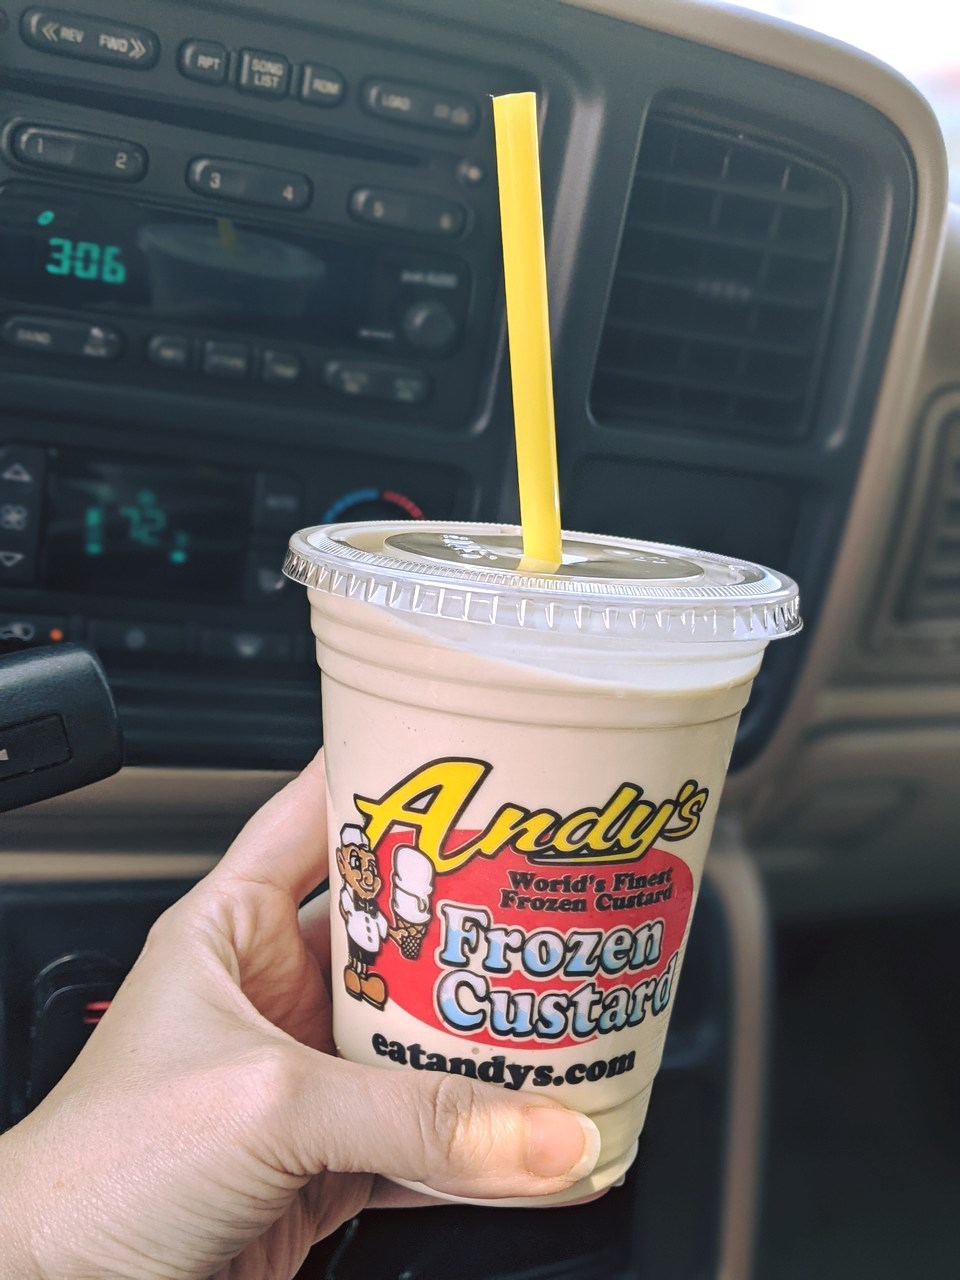 REV FWD
RPT
SONG LIST
RDM
LOAD
1 2
3 4
5 6
306
72
Andy's
World's Finest
Frozen Custard
Frozen
Custard
eatandys.com